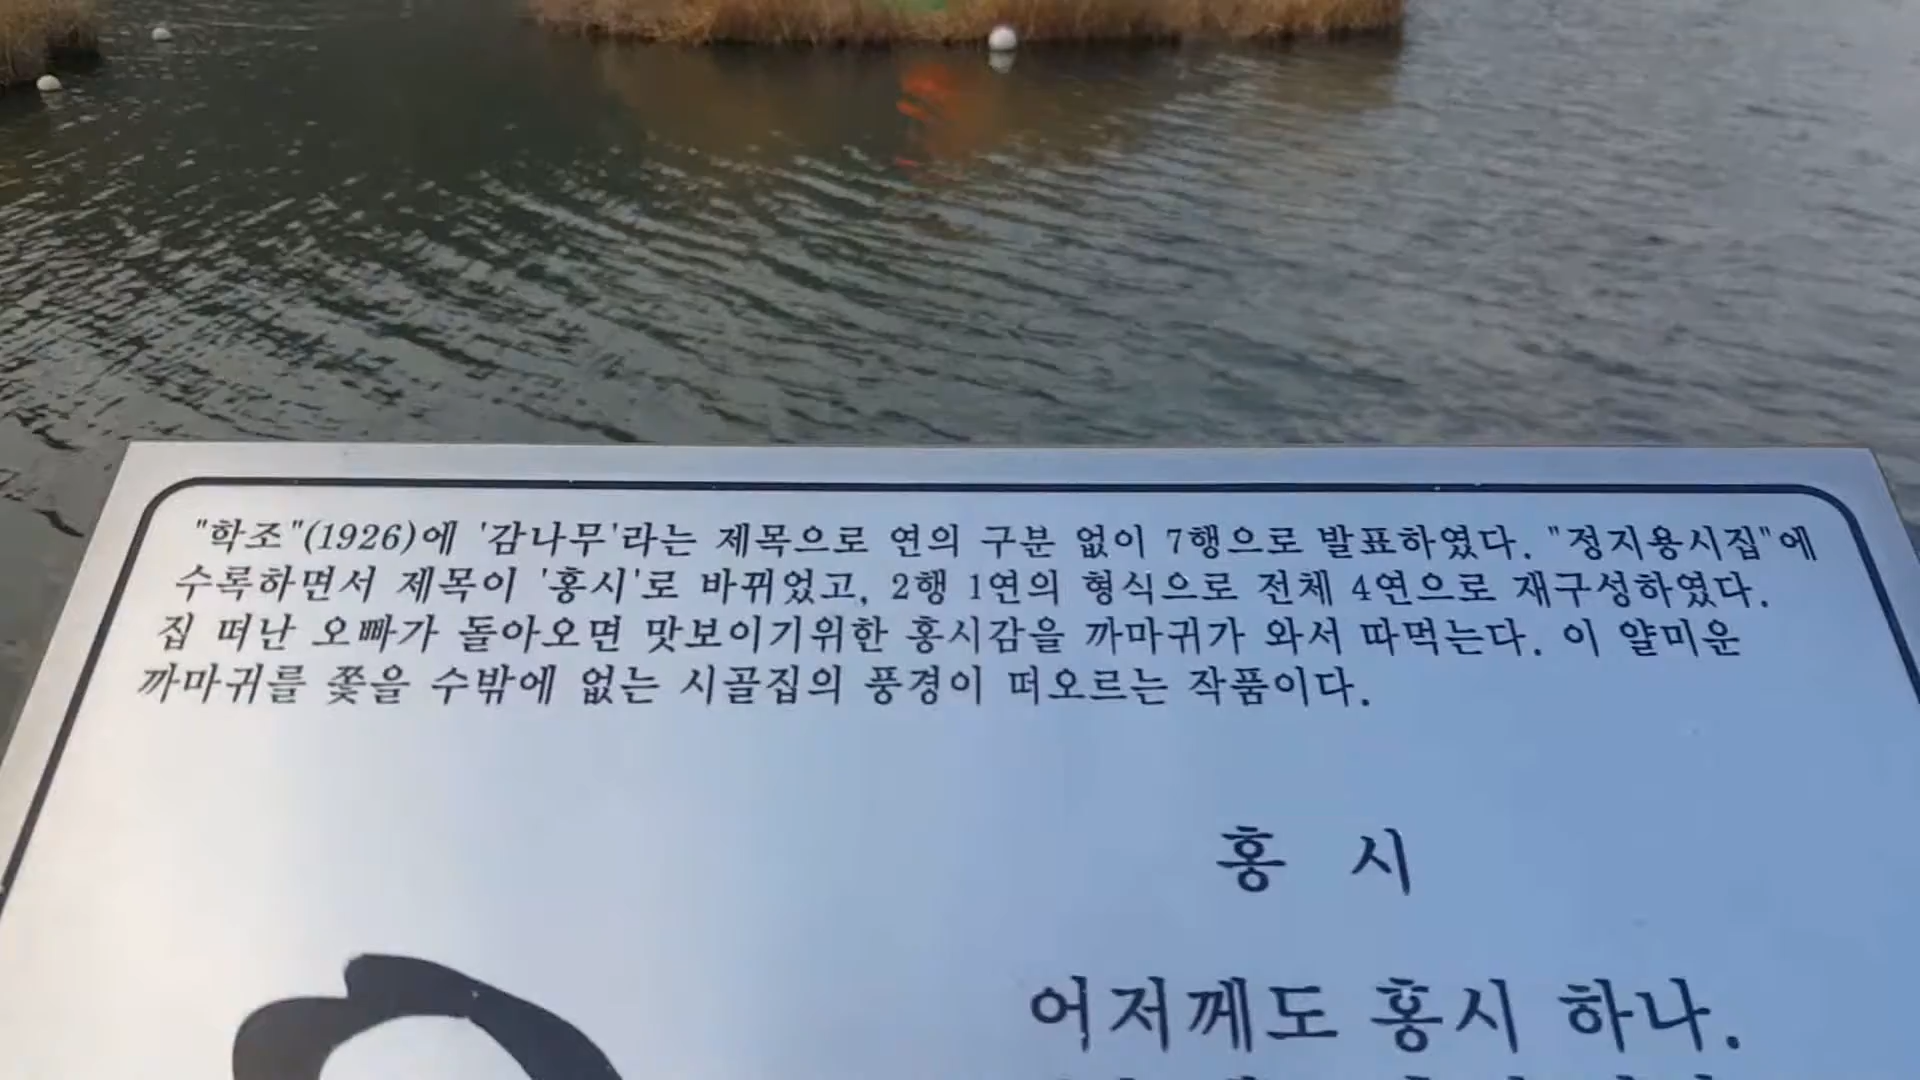 "학조"(1926)에 '감나무'라는 제목으로 연의 구분 없이 7행으로 발표하였다. "정지용시집"에
수록하면서 제목이 '홍시'로 바뀌었고, 2행 1연의 형식으로 전체 4연으로 재구성하였다.
집 떠난 오빠가 돌아오면 맛보이기위한 홍시감을 까마귀가 와서 따먹는다. 이 얄미운
까마귀를 쫓을 수밖에 없는 시골집의 풍경이 떠오르는 작품이다.
홍 시
어저께도 홍시 하나.